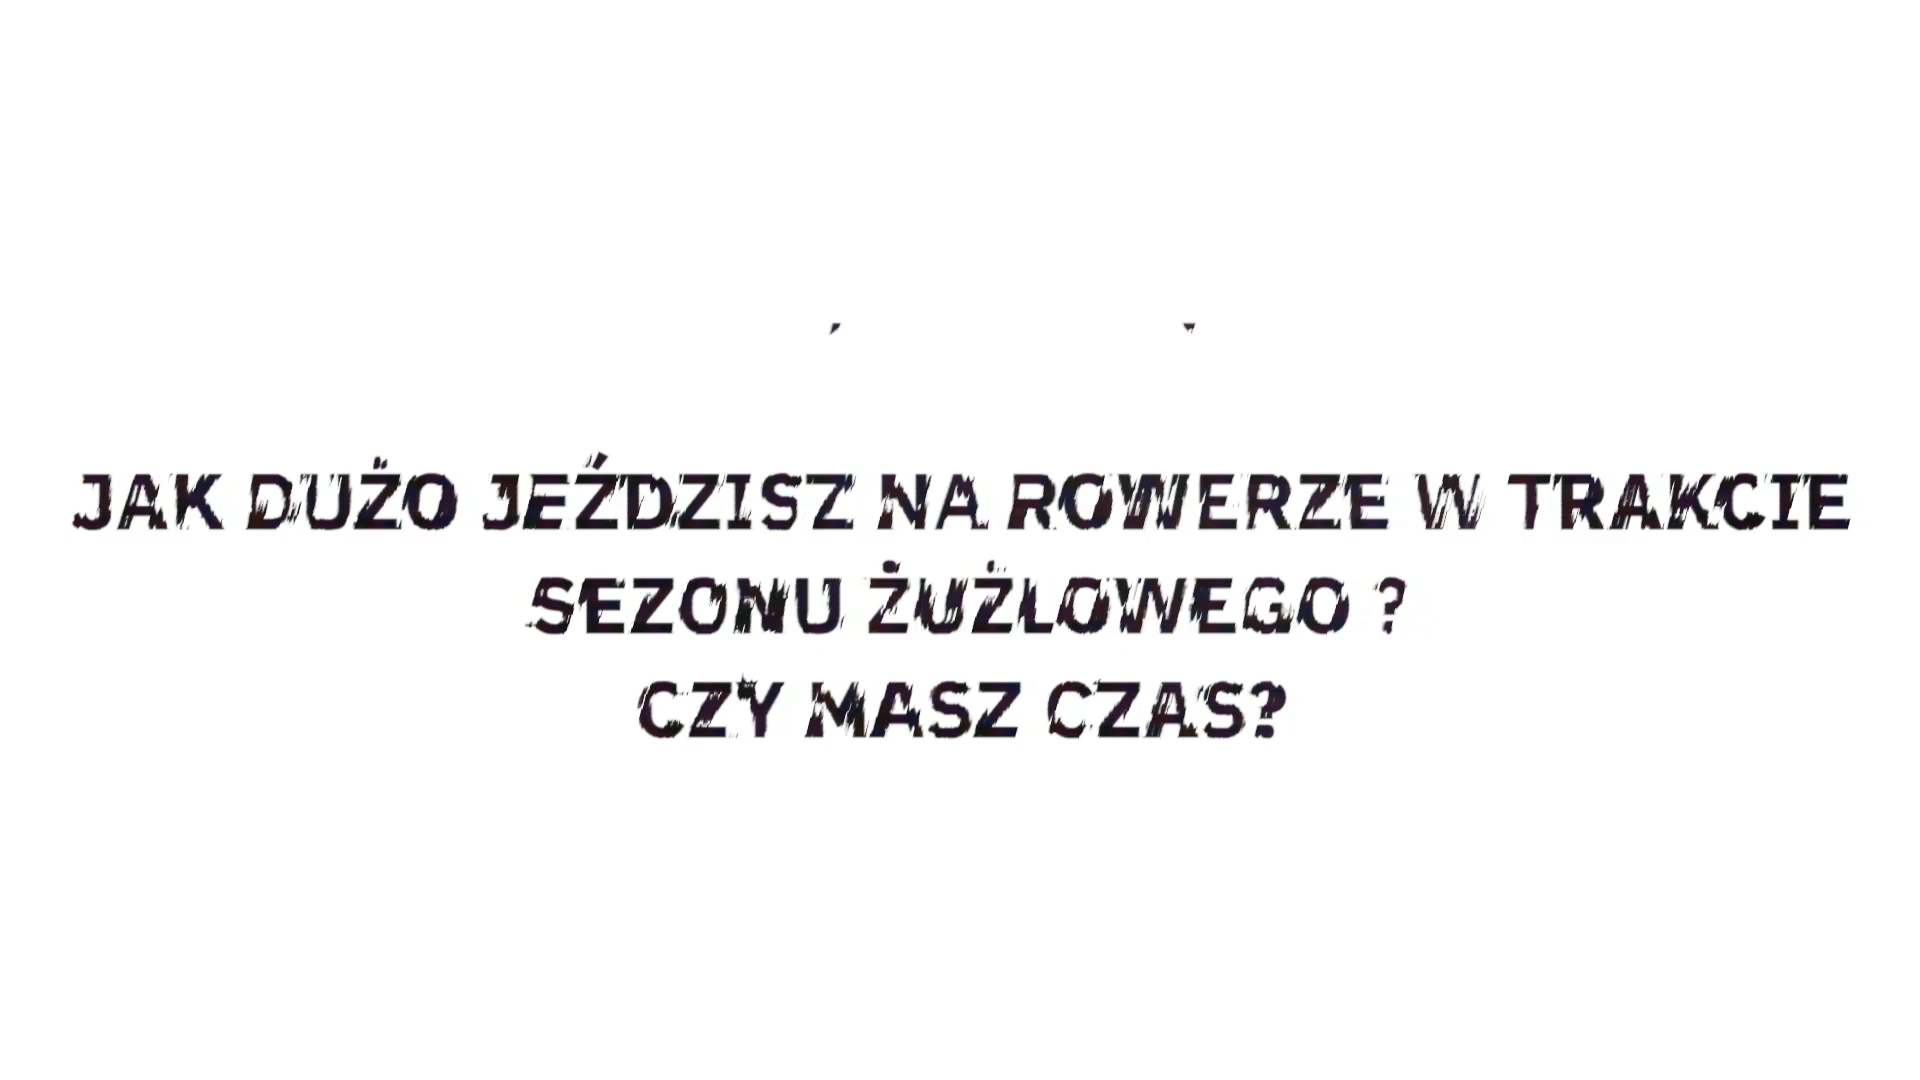 JAK DUŻO JEŹDZISZ NA ROWERZE W TRAKCIE
SEZONU ŻUŻLOWEGO ?
CZY MASZ CZAS?